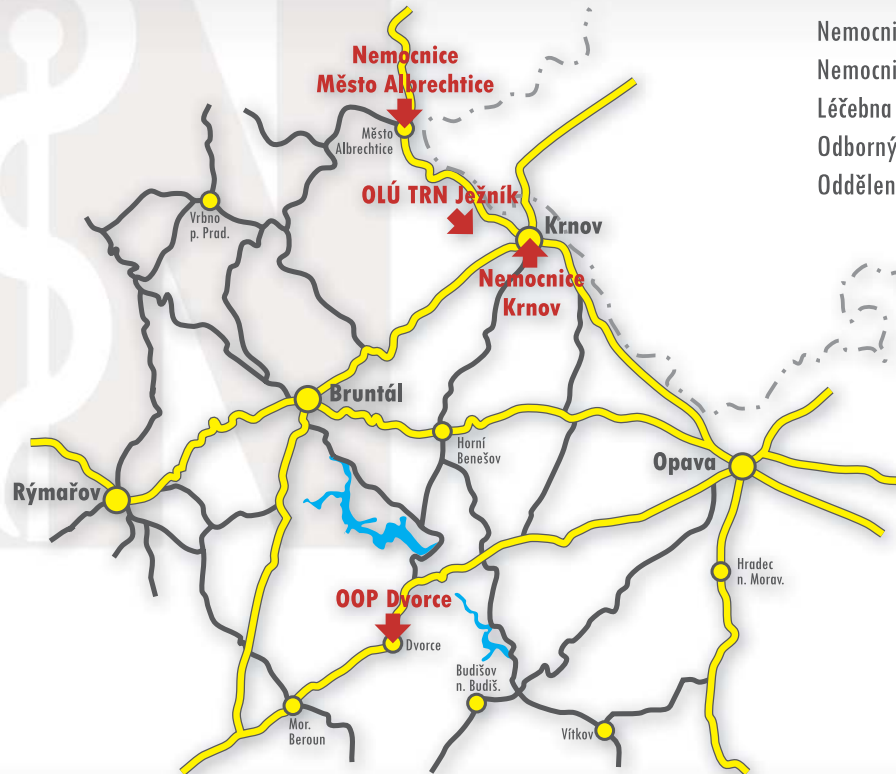 Nemocnice
Město Albrechtice
Město
Albrechtice
Vrbno
p. Prad.
OLÚ TRN Ježník
Krnov
Nemocnice
Krnov
Bruntál
Horní
Benešov
Opava
Rýmařov
Hradec
n. Morav.
OOP Dvorce
Dvorce
Budišov
n. Budiš.
Mor.
Beroun
Vítkov
Nemocni
Nemocni
Léčebna
Odborný
Oddělen